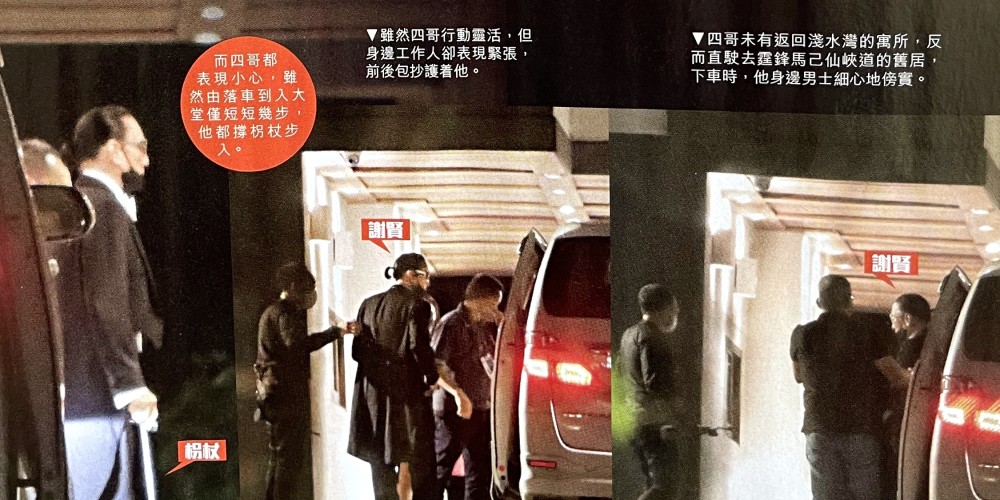 而四哥都
表現小心，雖
然由落車到入大
堂僅短短幾步，
他都撐枴杖步
入。
▼雖然四哥行動靈活，但
身邊工作人卻表現緊張，
前後包抄護着他。
▼四哥未有返回淺水灣的寓所，反
而直駛去霆鋒馬己仙峽道的舊居，
下車時，他身邊男士細心地傍實。
謝賢
謝賢
枴杖